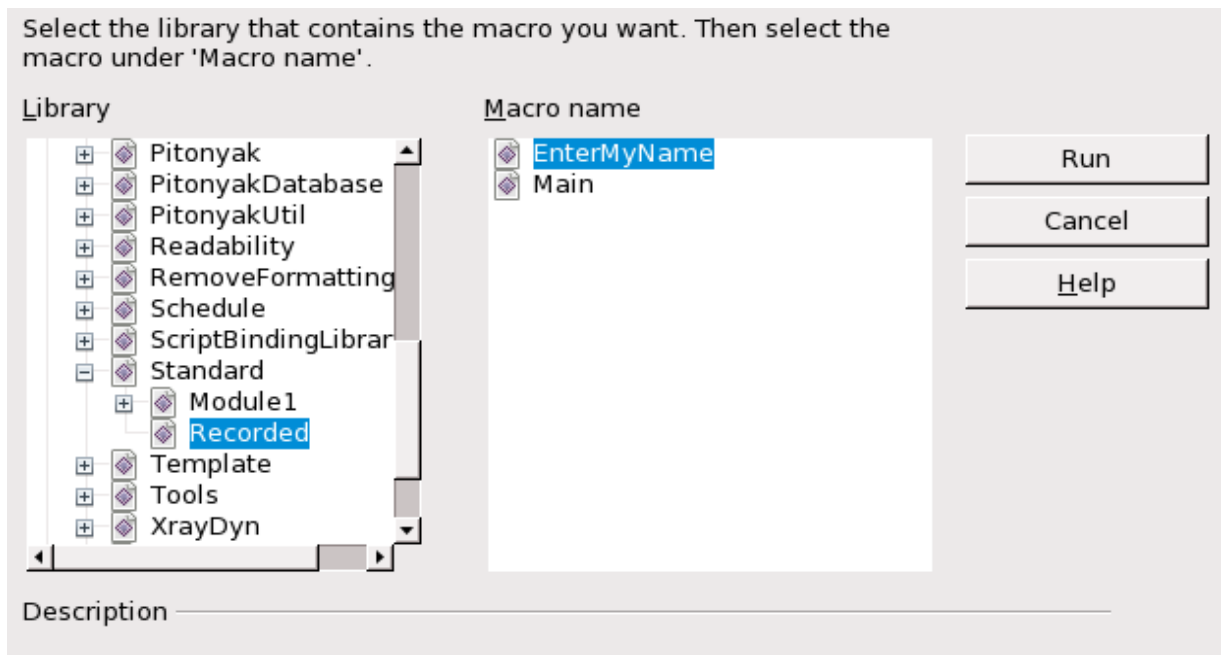 Select the library that contains the macro you want. Then select the
macro under 'Macro name'.
Library
Pitonyak
PitonyakDatabase
PitonyakUtil
Readability
RemoveFormatting
Schedule
ScriptBindingLibrar
Standard
Module1
Recorded
Template
Tools
XrayDyn
Macro name
EnterMyName
Main
Run
Cancel
Help
Description